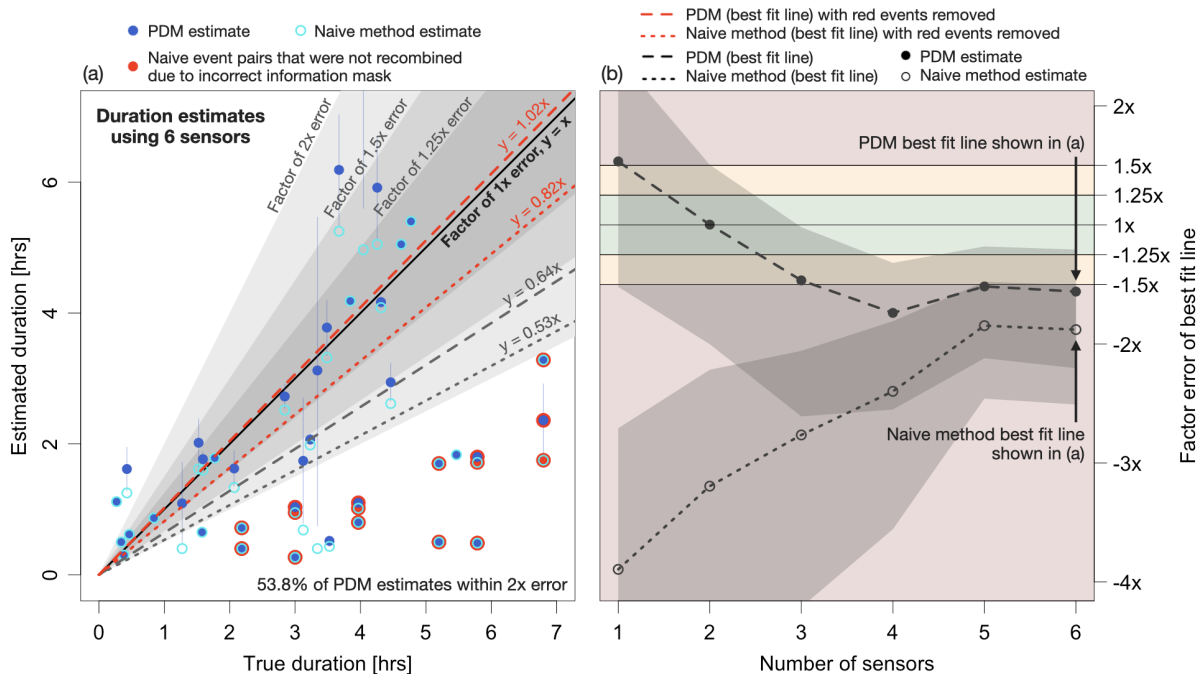 PDM estimate
Naive method estimate
Naive event pairs that were not recombined
due to incorrect information mask
PDM (best fit line) with red events removed
Naive method (best fit line) with red events removed
PDM (best fit line)
PDM estimate
Naive method (best fit line)
Naive method estimate
(a)
Duration estimates
using 6 sensors
Factor of 2x error
Factor of 1.5x error
Factor of 1.25x error
y = 1.02x
Factor of 1x error, y = x
y = 0.82x
y = 0.64x
y = 0.53x
53.8% of PDM estimates within 2x error
Estimated duration [hrs]
6
4
2
0
0 1 2 3 4 5 6 7
True duration [hrs]
(b)
PDM best fit line shown in (a)
Naive method best fit line
shown in (a)
2x
1.5x
1.25x
1x
-1.25x
-1.5x
-2x
-3x
-4x
Factor error of best fit line
1 2 3 4 5 6
Number of sensors